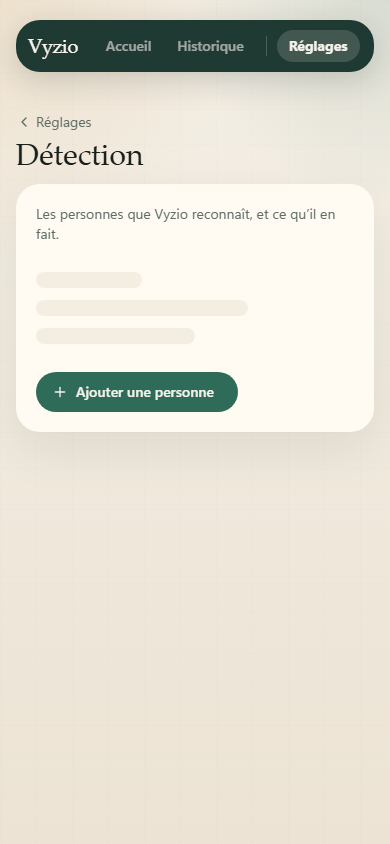 Vyzio
Accueil
Historique
Réglages
Réglages
Détection
Les personnes que Vyzio reconnaît, et ce qu’il en
fait.
Ajouter une personne